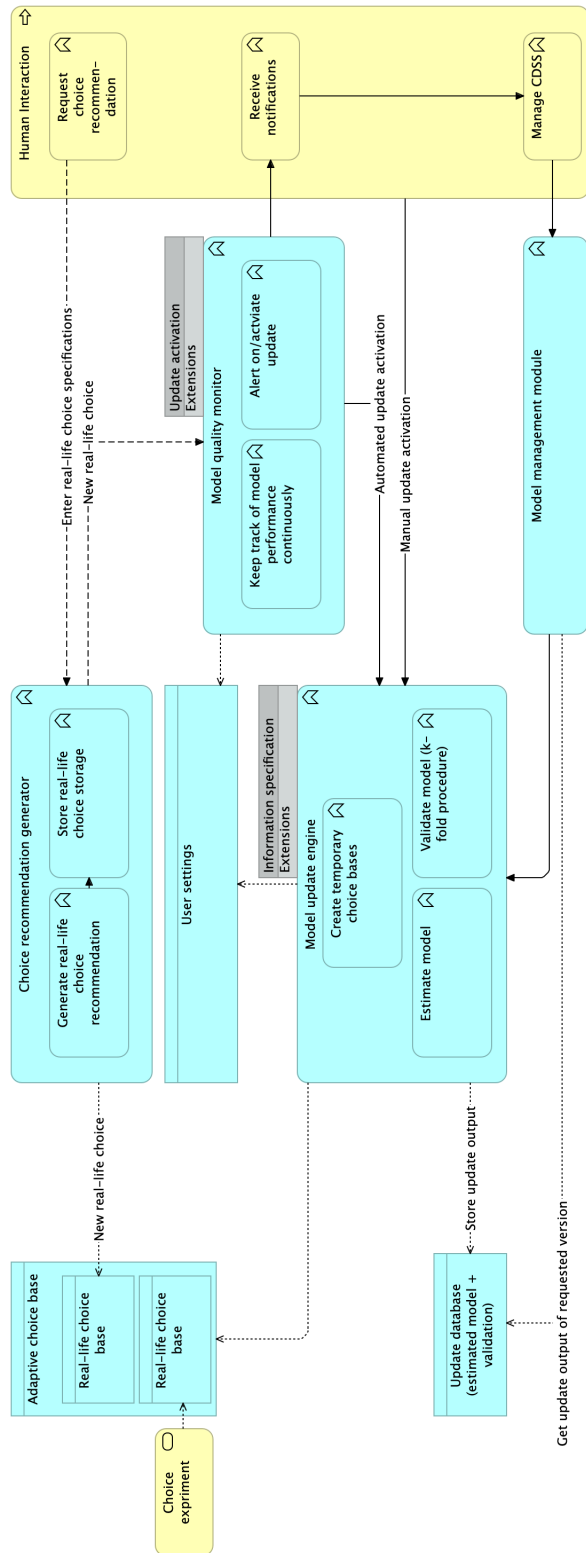 Human Interaction
Request
choice
recommen-
dation
Receive
notifications
Manage CDSS
Enter real-life choice specifications
New real-life choice
Update activation
Extensions
Model quality monitor
Keep track of model
performance
continuously
Alert on/actviate
update
Automated update activation
Manual update activation
Model management module
Choice recommendation generator
Generate real-life
choice
recommendation
Store real-life
choice storage
User settings
Information specification
Extensions
Model update engine
Create temporary
choice bases
Estimate model
Validate model (k-
fold procedure)
New real-life choice
Store update output
Get update output of requested version
Adaptive choice base
Real-life choice
base
Real-life choice
base
Update database
(estimated model +
validation)
Choice
expriment